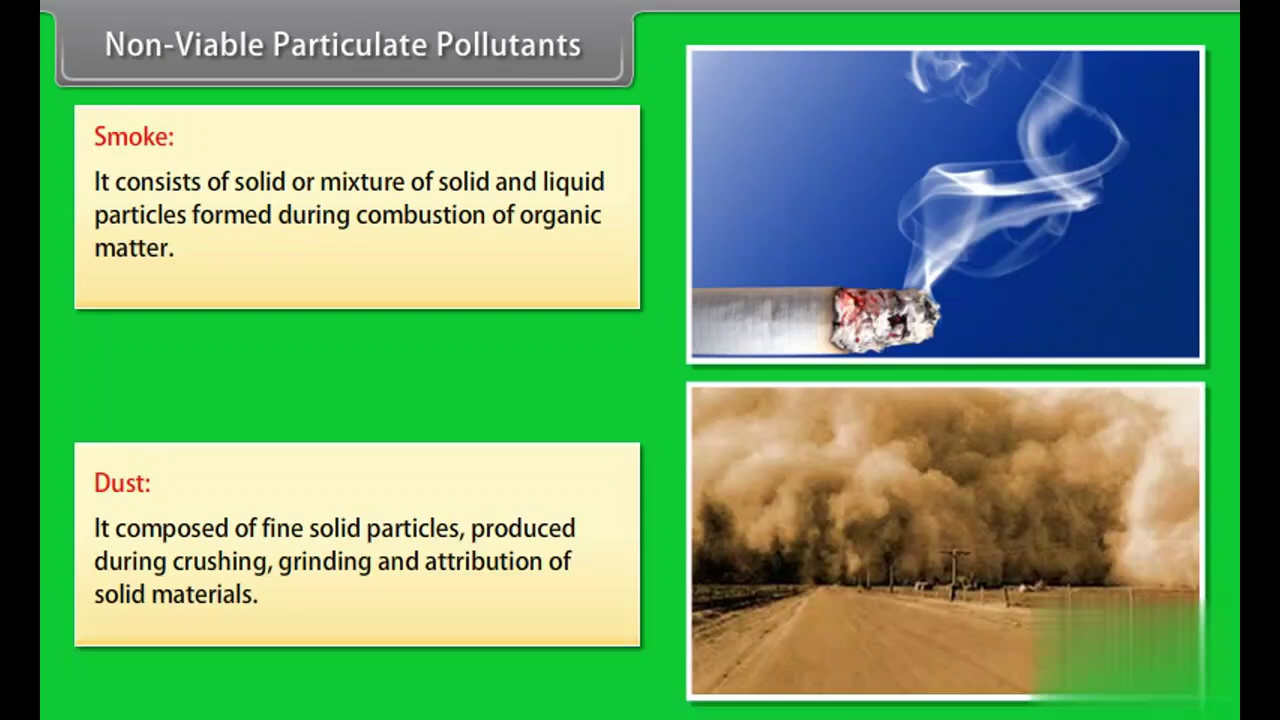 Non-Viable Particulate Pollutants
Smoke:
It consists of solid or mixture of solid and liquid
particles formed during combustion of organic
matter.
Dust:
It composed of fine solid particles, produced
during crushing, grinding and attribution of
solid materials.